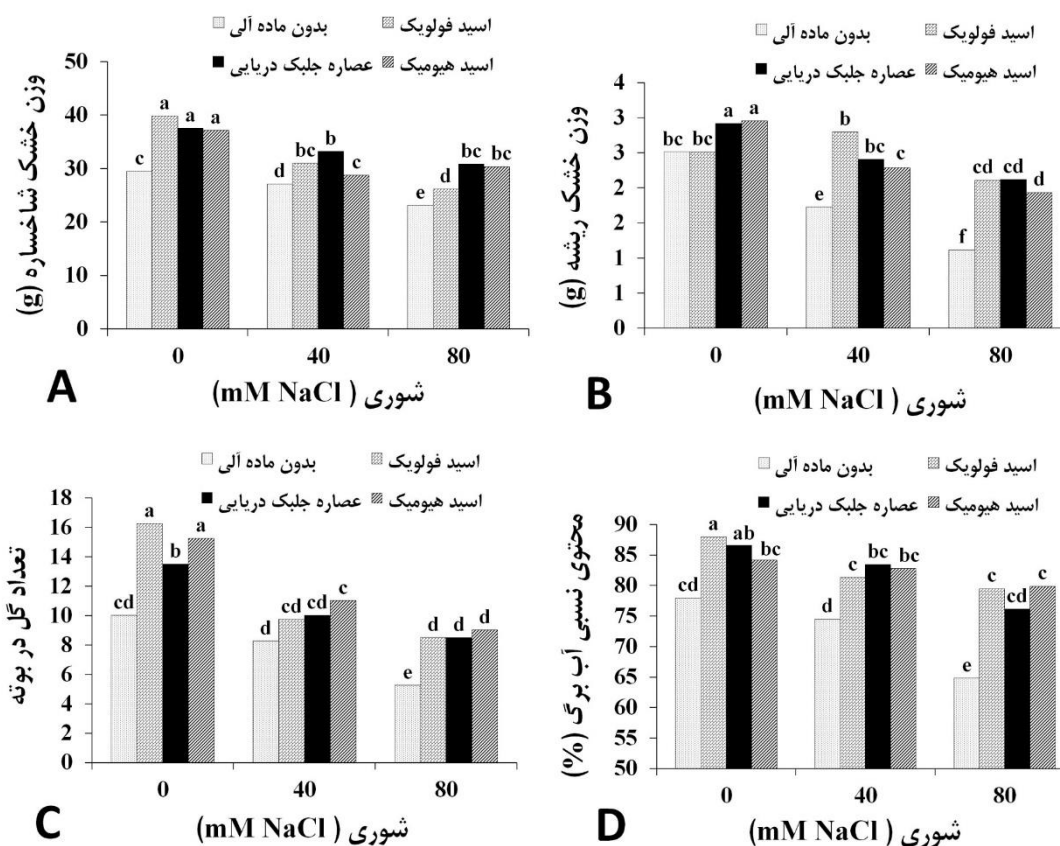 بدون ماده آلی اسید فولویک
عصاره جلبک دریایی اسید هیومیک
وزن خشک شاخساره (g)
50
40
30
20
10
0
c a a a
d bc b c
e d bc bc
0 40 80
شوری (mM NaCl)
A
بدون ماده آلی اسید فولویک
عصاره جلبک دریایی اسید هیومیک
وزن خشک ریشه (g)
4
3
3
2
2
1
1
0
bc bc a a
e b bc c
f cd cd d
0 40 80
شوری (mM NaCl)
B
بدون ماده آلی اسید فولویک
عصاره جلبک دریایی اسید هیومیک
تعداد گل در بوته
18
16
14
12
10
8
6
4
2
0
cd a b a
d cd cd c
e d d d
0 40 80
شوری (mM NaCl)
C
بدون ماده آلی اسید فولویک
عصاره جلبک دریایی اسید هیومیک
محتوی نسبی آب برگ (%)
90
85
80
75
70
65
60
55
50
cd a ab bc
d c bc bc
e c cd c
0 40 80
شوری (mM NaCl)
D